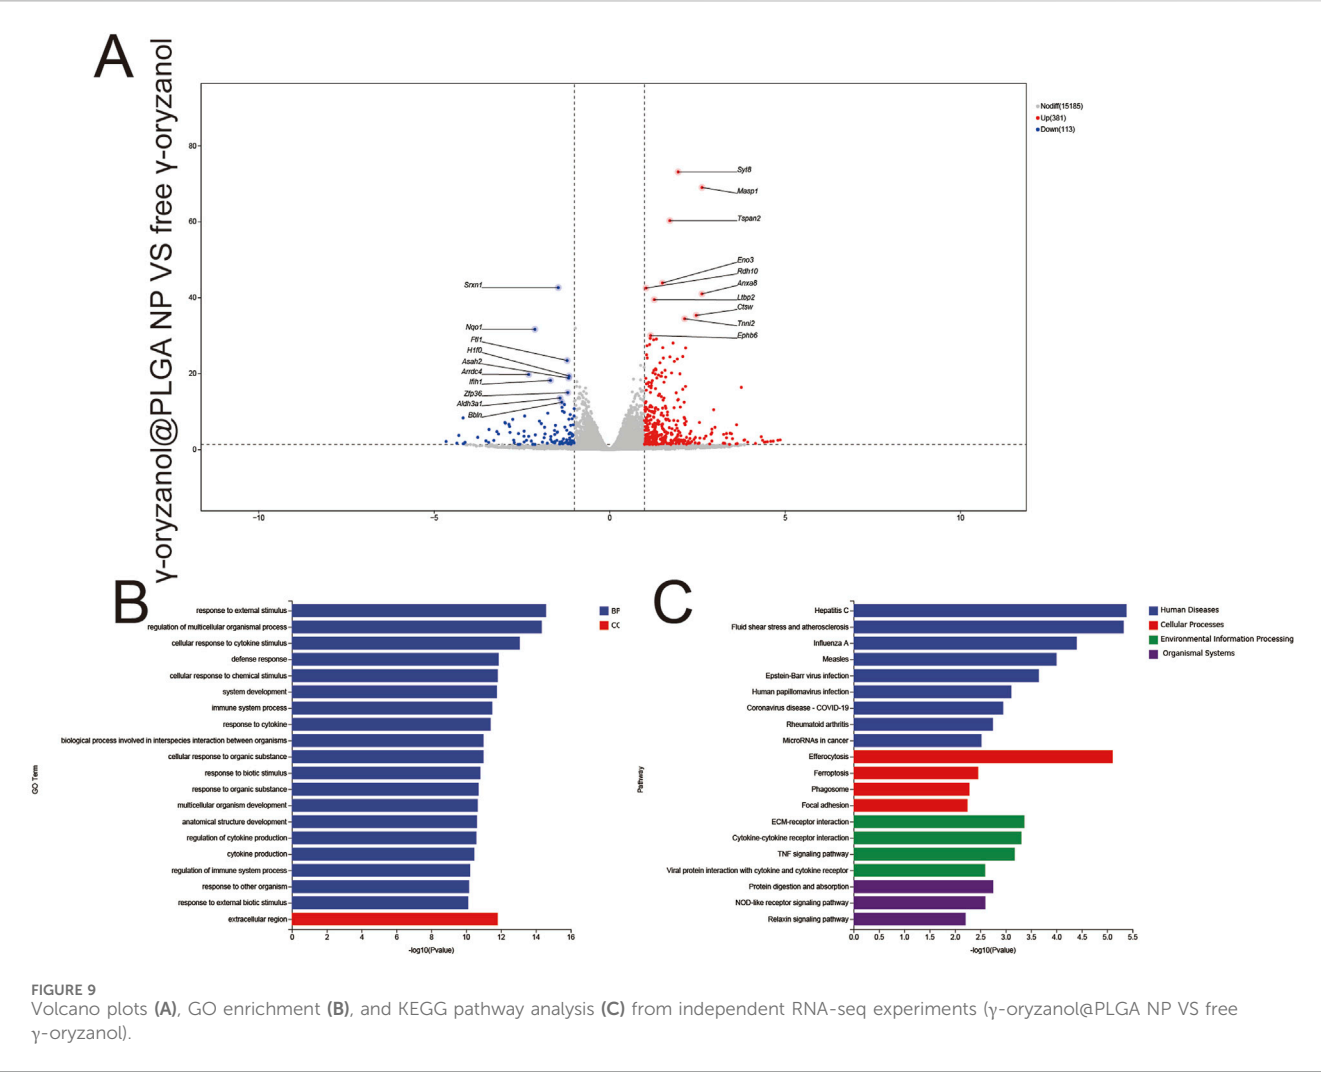 A
γ-oryzanol@PLGA NP VS free γ-oryzanol
80
60
40
20
0
−10
−5
0
5
10
Nodiff(15185)
Up(381)
Down(113)
Syt8
Masp1
Tspan2
Eno3
Rdh10
Anxa8
Ltbp2
Ctsw
Tnni2
Ephb6
Srxn1
Nqo1
Ftl1
H1f0
Asah2
Arrdc4
Ifih1
Zfp36
Aldh3a1
Bbln
B
GO Term
response to external stimulus
regulation of multicellular organismal process
cellular response to cytokine stimulus
defense response
cellular response to chemical stimulus
system development
immune system process
response to cytokine
biological process involved in interspecies interaction between organisms
cellular response to organic substance
response to biotic stimulus
response to organic substance
multicellular organism development
anatomical structure development
regulation of cytokine production
cytokine production
regulation of immune system process
response to other organism
response to external biotic stimulus
extracellular region
0 2 4 6 8 10 12 14 16
-log10(Pvalue)
BF
CC
C
Pathway
Hepatitis C
Fluid shear stress and atherosclerosis
Influenza A
Measles
Epstein-Barr virus infection
Human papillomavirus infection
Coronavirus disease - COVID-19
Rheumatoid arthritis
MicroRNAs in cancer
Efferocytosis
Ferroptosis
Phagosome
Focal adhesion
ECM-receptor interaction
Cytokine-cytokine receptor interaction
TNF signaling pathway
Viral protein interaction with cytokine and cytokine receptor
Protein digestion and absorption
NOD-like receptor signaling pathway
Relaxin signaling pathway
0.0 0.5 1.0 1.5 2.0 2.5 3.0 3.5 4.0 4.5 5.0 5.5
-log10(Pvalue)
Human Diseases
Cellular Processes
Environmental Information Processing
Organismal Systems
FIGURE 9
Volcano plots (A), GO enrichment (B), and KEGG pathway analysis (C) from independent RNA-seq experiments (γ-oryzanol@PLGA NP VS free
γ-oryzanol).